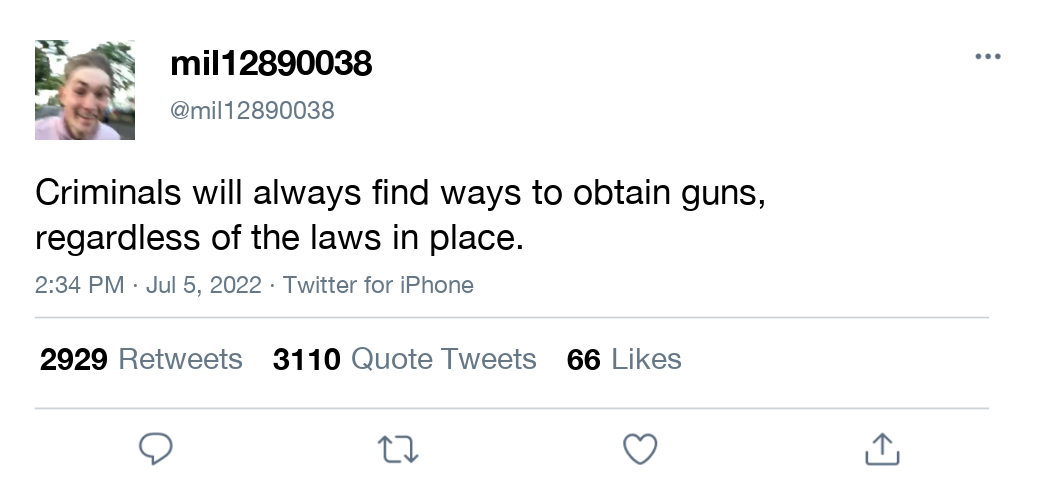 mil12890038
@mil12890038
Criminals will always find ways to obtain guns,
regardless of the laws in place.
2:34 PM · Jul 5, 2022 · Twitter for iPhone
2929 Retweets 3110 Quote Tweets 66 Likes